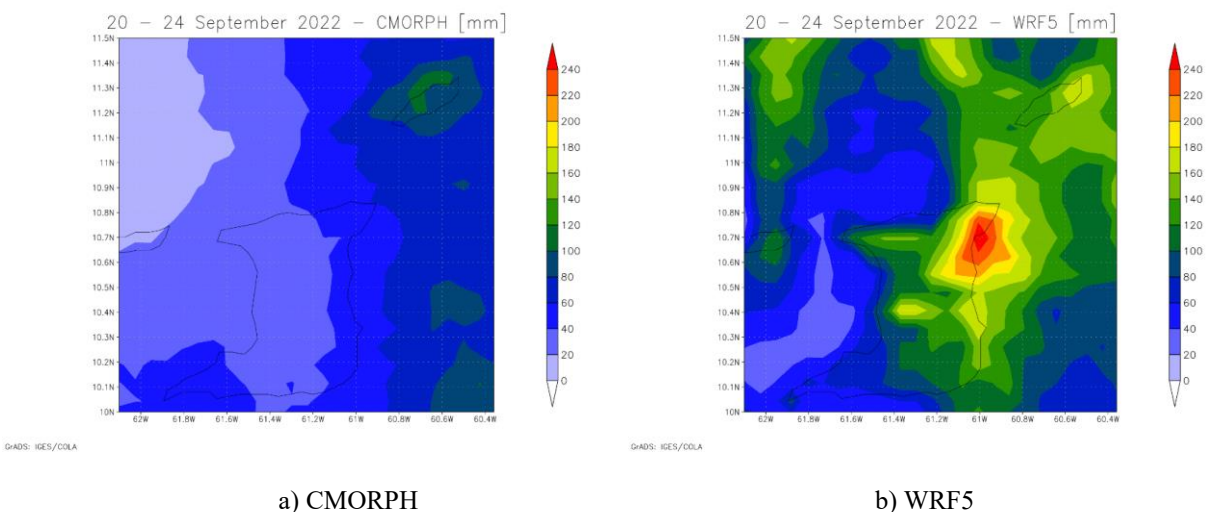 20 – 24 September 2022 – CMORPH [mm]
11.5N
11.4N
11.3N
11.2N
11.1N
11N
10.9N
10.8N
10.7N
10.6N
10.5N
10.4N
10.3N
10.2N
10.1N
10N
62W 61.8W 61.6W 61.4W 61.2W 61W 60.8W 60.6W 60.4W
240
220
200
180
160
140
120
100
80
60
40
20
0
GrADS: IGES/COLA
a) CMORPH
20 – 24 September 2022 – WRF5 [mm]
11.5N
11.4N
11.3N
11.2N
11.1N
11N
10.9N
10.8N
10.7N
10.6N
10.5N
10.4N
10.3N
10.2N
10.1N
10N
62W 61.8W 61.6W 61.4W 61.2W 61W 60.8W 60.6W 60.4W
240
220
200
180
160
140
120
100
80
60
40
20
0
GrADS: IGES/COLA
b) WRF5